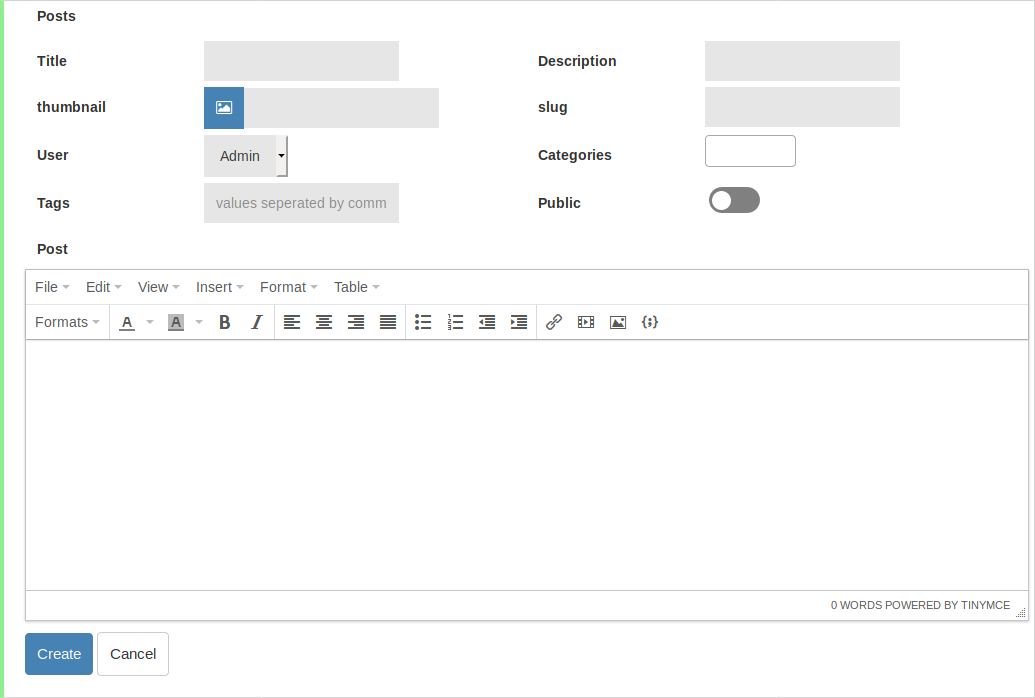 Posts
Title
Description
thumbnail
slug
User
Admin
Categories
Tags
values seperated by comm
Public
Post
File Edit View Insert Format Table
Formats A A B I
0 WORDS POWERED BY TINYMCE
Create Cancel